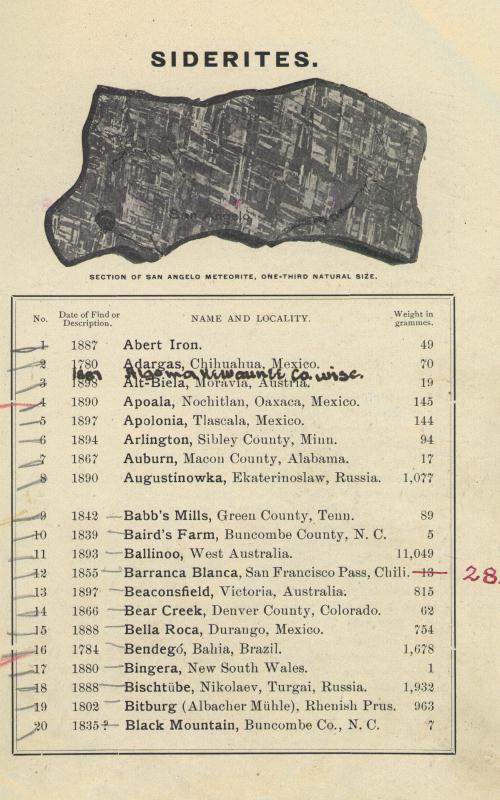 SIDERITES.
San Angelo
SECTION OF SAN ANGELO METEORITE, ONE-THIRD NATURAL SIZE.
No. Date of Find or Description. NAME AND LOCALITY. Weight in grammes.
1 1887 Abert Iron. 49
2 1780 Adargas, Chihuahua, Mexico. 70
1887 Algoma Kewaunee Co. Wisc.
3 1898 Alt-Biela, Moravia, Austria. 19
4 1890 Apoala, Nochitlan, Oaxaca, Mexico. 145
5 1897 Apolonia, Tlascala, Mexico. 144
6 1894 Arlington, Sibley County, Minn. 94
7 1867 Auburn, Macon County, Alabama. 17
8 1890 Augustinowka, Ekaterinoslaw, Russia. 1,077
9 1842 Babb's Mills, Green County, Tenn. 89
10 1839 Baird's Farm, Buncombe County, N. C. 5
11 1893 Ballinoo, West Australia. 11,049
12 1855 Barranca Blanca, San Francisco Pass, Chili. 13 28
13 1897 Beaconsfield, Victoria, Australia. 815
14 1866 Bear Creek, Denver County, Colorado. 62
15 1888 Bella Roca, Durango, Mexico. 754
16 1784 Bendegó, Bahia, Brazil. 1,678
17 1880 Bingera, New South Wales. 1
18 1888 Bischtübe, Nikolaev, Turgai, Russia. 1,932
19 1802 Bitburg (Albacher Mühle), Rhenish Prus. 963
20 1835? Black Mountain, Buncombe Co., N. C. 7